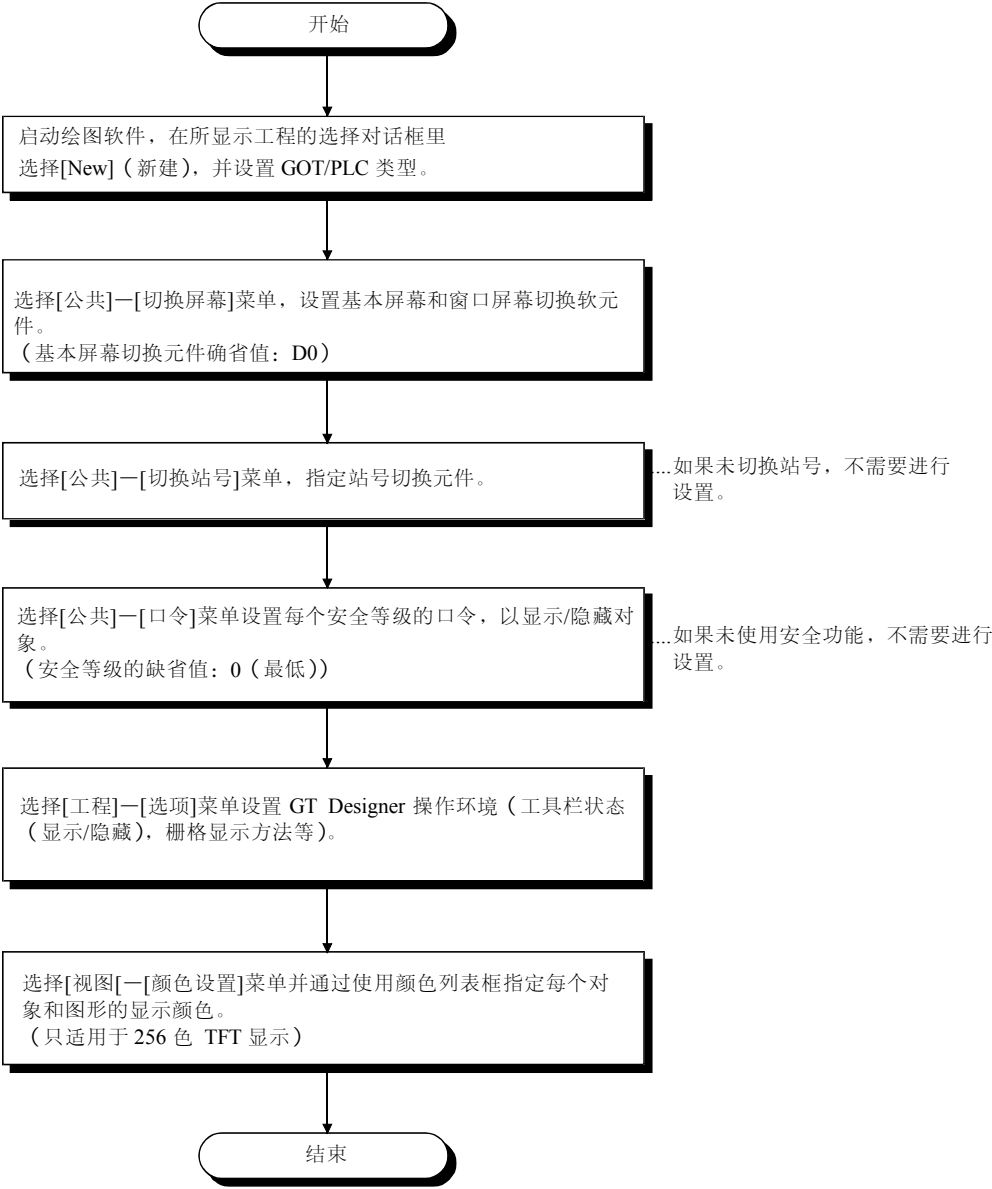 开始
启动绘图软件，在所显示工程的选择对话框里
选择[New]（新建），并设置 GOT/PLC 类型。
选择[公共]－[切换屏幕]菜单，设置基本屏幕和窗口屏幕切换软元
件。
（基本屏幕切换元件确省值：D0）
选择[公共]－[切换站号]菜单，指定站号切换元件。
....如果未切换站号，不需要进行
设置。
选择[公共]－[口令]菜单设置每个安全等级的口令，以显示/隐藏对
象。
（安全等级的缺省值：0（最低））
....如果未使用安全功能，不需要进行
设置。
选择[工程]－[选项]菜单设置 GT Designer 操作环境（工具栏状态
（显示/隐藏），栅格显示方法等）。
选择[视图[－[颜色设置]菜单并通过使用颜色列表框指定每个对
象和图形的显示颜色。
（只适用于 256 色 TFT 显示）
结束